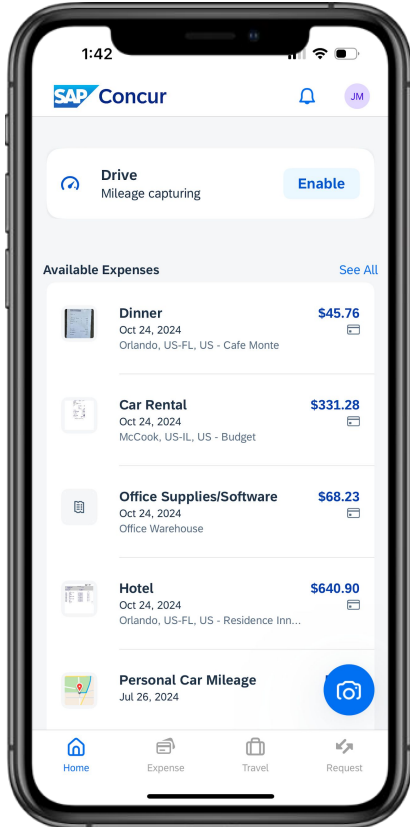 1:42
SAP Concur
JM
Drive
Mileage capturing
Enable
Available Expenses
See All
Dinner
$45.76
Oct 24, 2024
Orlando, US-FL, US - Cafe Monte
Car Rental
$331.28
Oct 24, 2024
McCook, US-IL, US - Budget
Office Supplies/Software
$68.23
Oct 24, 2024
Office Warehouse
Hotel
$640.90
Oct 24, 2024
Orlando, US-FL, US - Residence Inn...
Personal Car Mileage
Jul 26, 2024
Home
Expense
Travel
Request